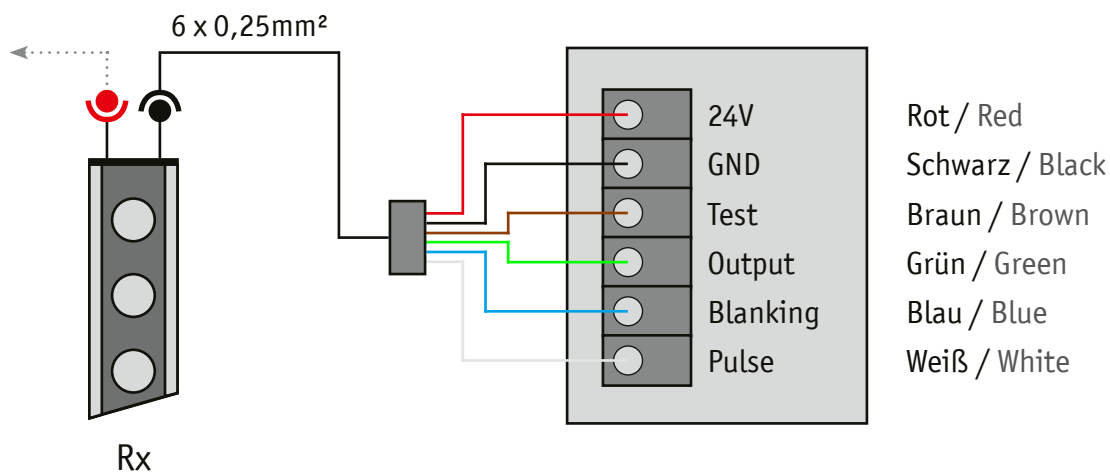 6 x 0,25mm²
24V Rot / Red
GND Schwarz / Black
Test Braun / Brown
Output Grün / Green
Blanking Blau / Blue
Pulse Weiß / White
Rx